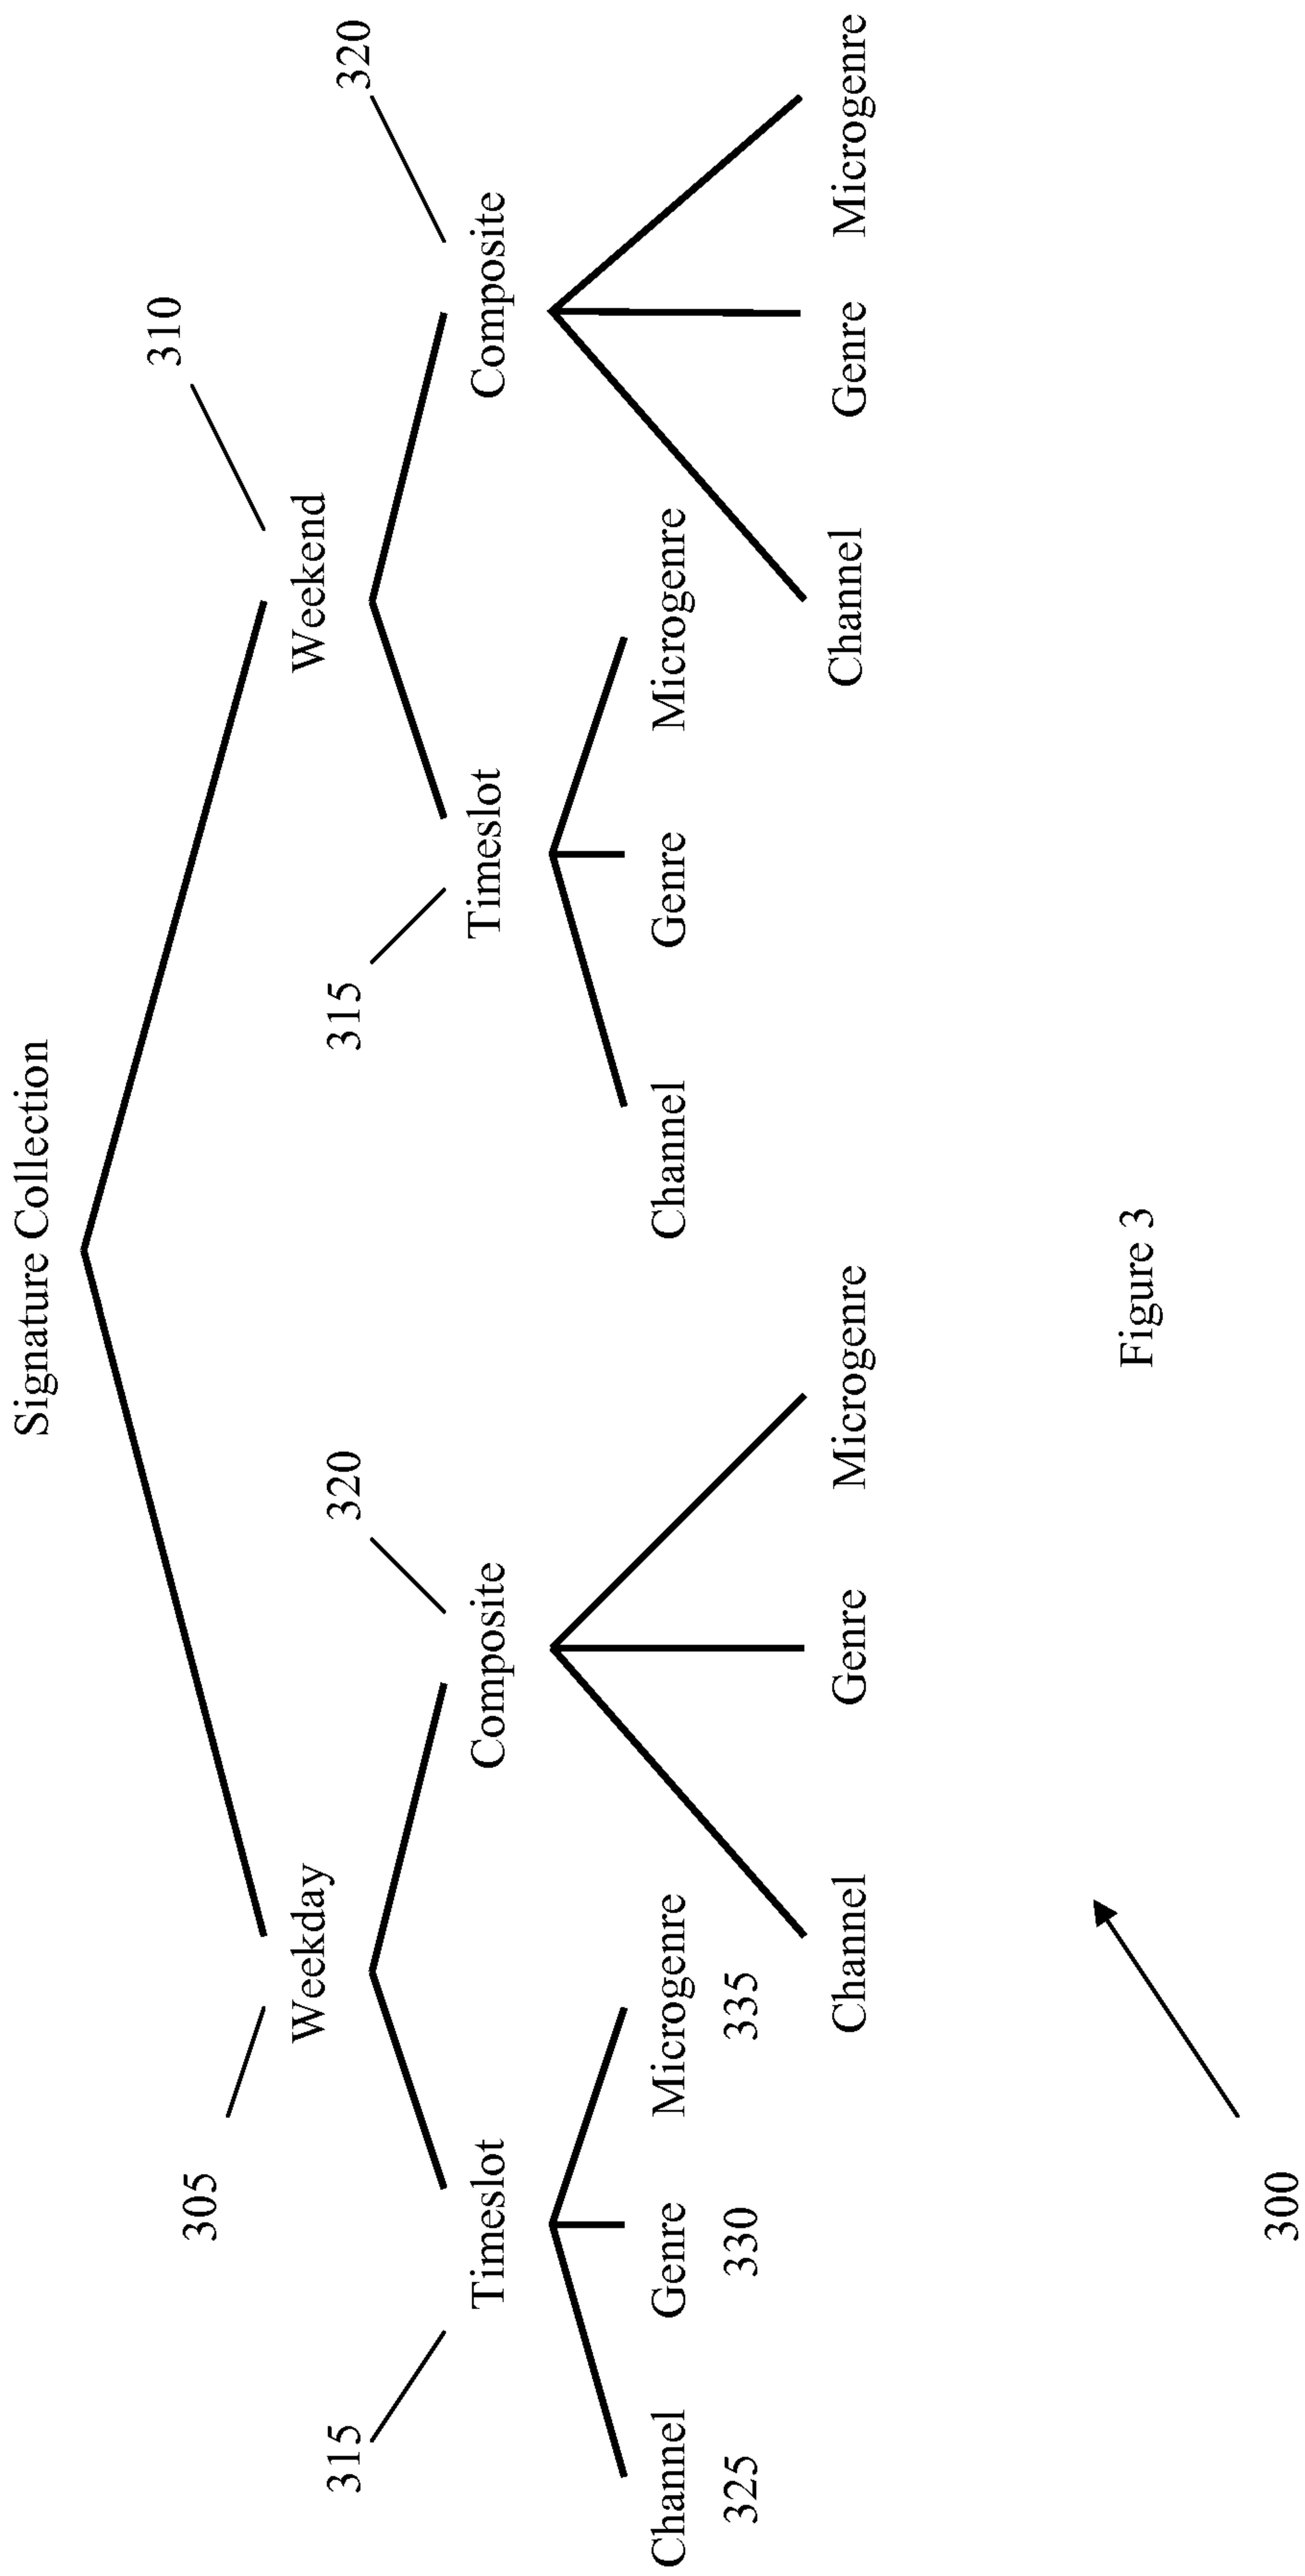 Signature Collection
305
Weekday
310
Weekend
315
Timeslot
320
Composite
315
Timeslot
320
Composite
Channel
Genre
Microgenre
325
330
335
Channel
Genre
Microgenre
Channel
Genre
Microgenre
Channel
Genre
Microgenre
300
Figure 3